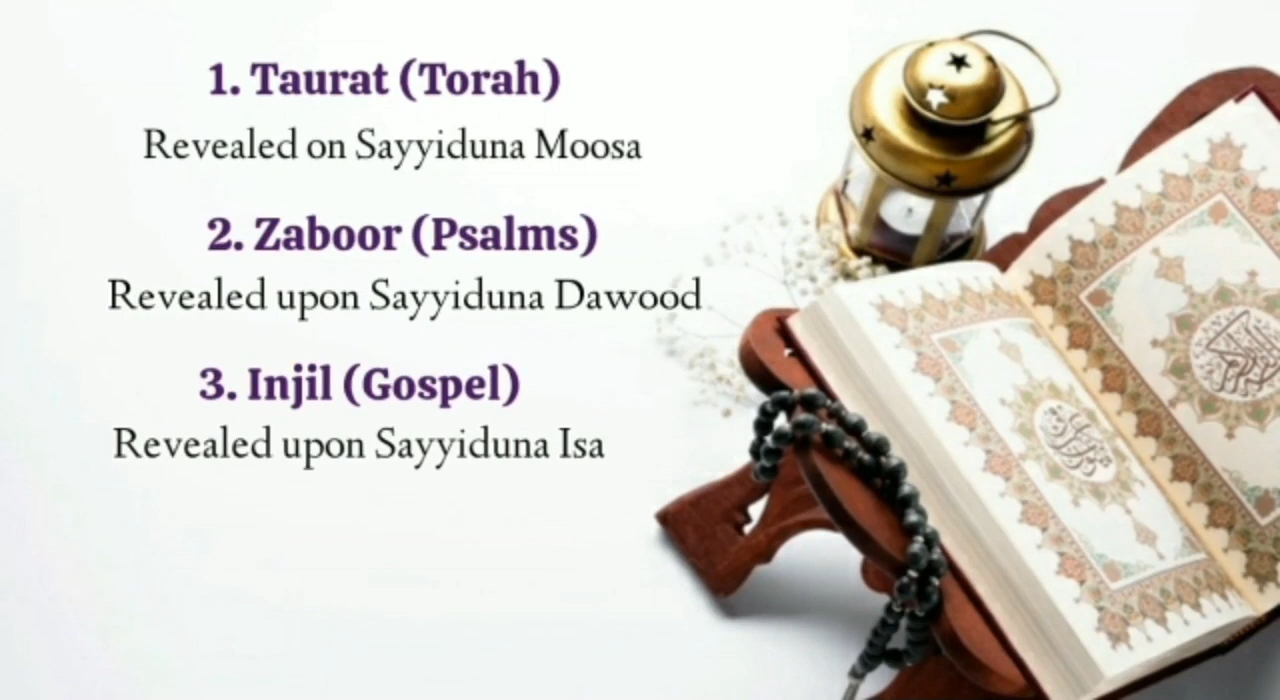 1. Taurat (Torah)
Revealed on Sayyiduna Moosa
2. Zaboor (Psalms)
Revealed upon Sayyiduna Dawood
3. Injil (Gospel)
Revealed upon Sayyiduna Isa